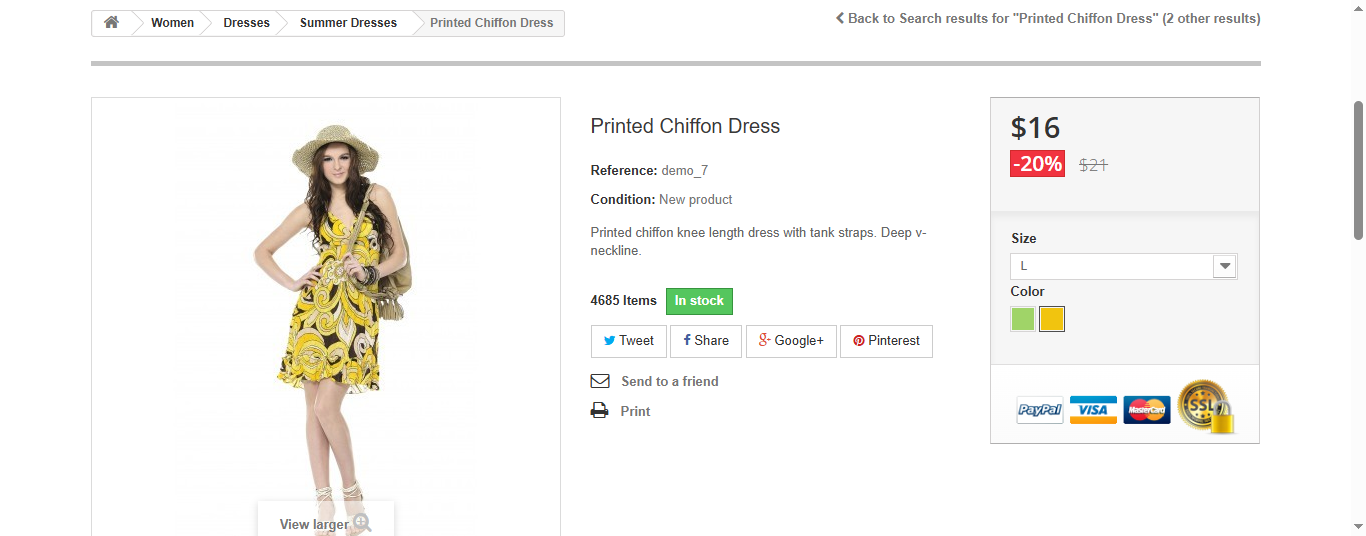 Women Dresses Summer Dresses Printed Chiffon Dress
Back to Search results for "Printed Chiffon Dress" (2 other results)
Printed Chiffon Dress
Reference: demo_7
Condition: New product
Printed chiffon knee length dress with tank straps. Deep v-
neckline.
4685 Items In stock
Tweet Share Google+ Pinterest
Send to a friend
Print
View larger
$16
-20% $21
Size
L
Color
PayPal VISA MasterCard SSL